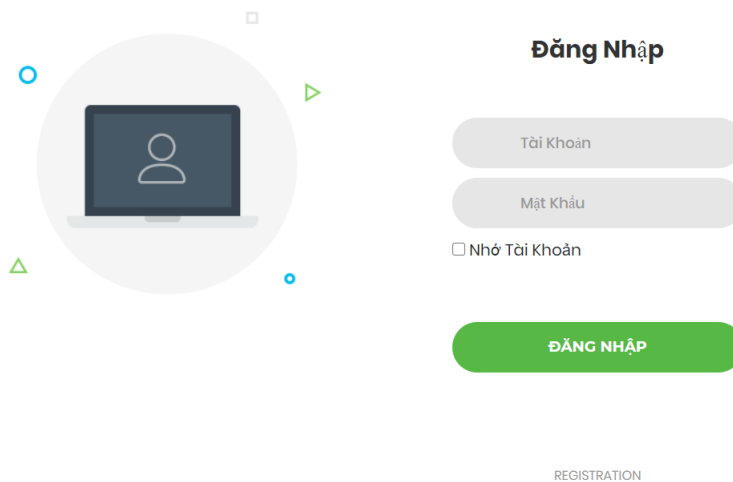 Đăng Nhập
Tài Khoản
Mật Khẩu
Nhớ Tài Khoản
ĐĂNG NHẬP
REGISTRATION